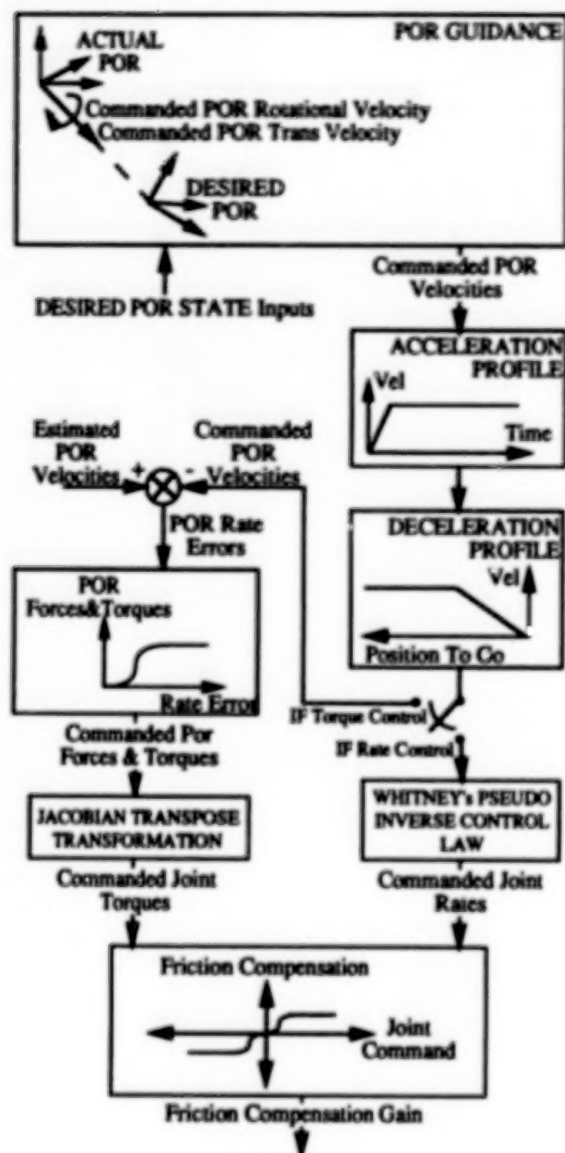 POR GUIDANCE
ACTUAL
POR
Commanded POR Rotational Velocity
Commanded POR Trans Velocity
DESIRED
POR
DESIRED POR STATE Inputs
Commanded POR
Velocities
ACCELERATION
PROFILE
Vel
Time
Estimated
POR
Velocities
+
-
Commanded
POR
Velocities
POR Rate
Errors
DECELERATION
PROFILE
Vel
Position To Go
POR
Forces&Torques
Rate Error
IF Torque Control
IF Rate Control
Commanded Por
Forces & Torques
JACOBIAN TRANSPOSE
TRANSFORMATION
WHITNEY's PSEUDO
INVERSE CONTROL
LAW
Commanded Joint
Torques
Commanded Joint
Rates
Friction Compensation
Joint
Command
Friction Compensation Gain